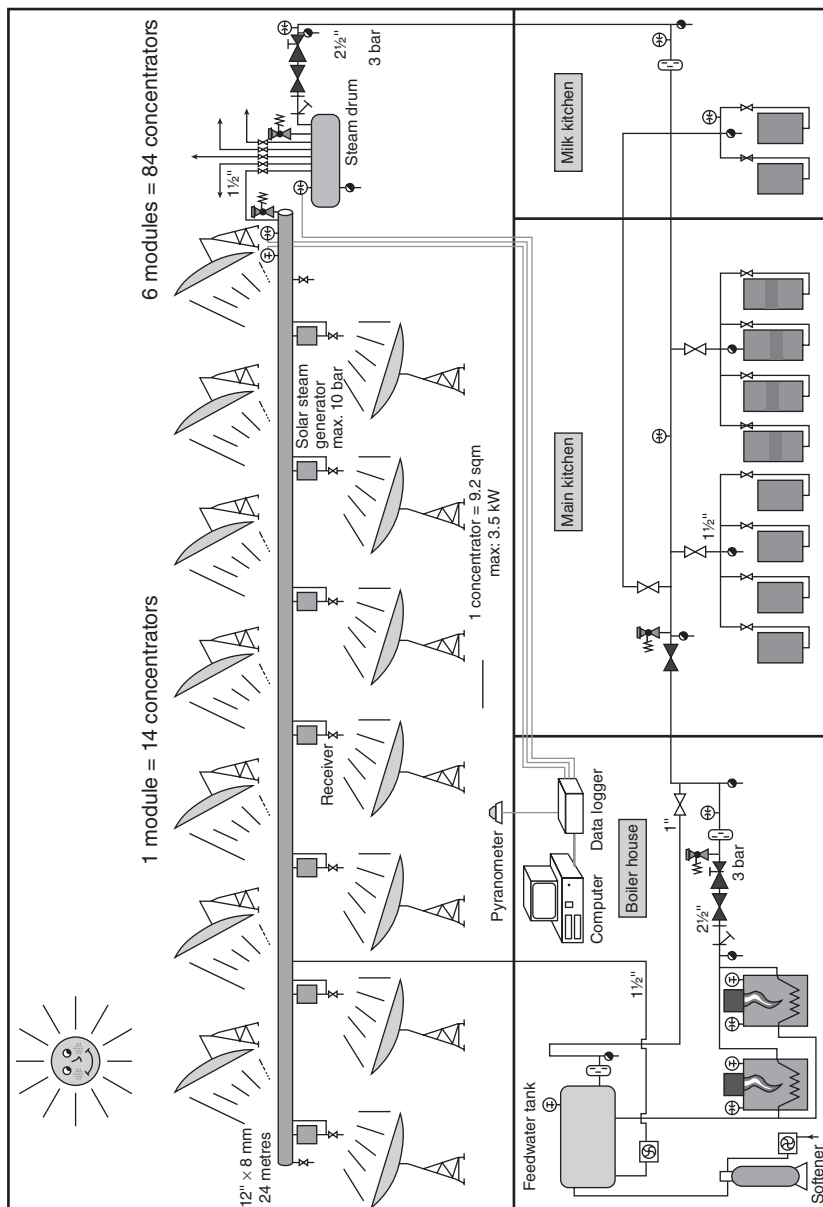 1 module = 14 concentrators
6 modules = 84 concentrators
12" × 8 mm
24 metres
Receiver
Solar steam
generator
max. 10 bar
1½"
Steam drum
2½"
3 bar
1 concentrator = 9.2 sqm
max: 3.5 kW
Pyranometer
Computer
Data logger
Boiler house
Main kitchen
Milk kitchen
Feedwater tank
1½"
1"
2½"
3 bar
1½"
Softener